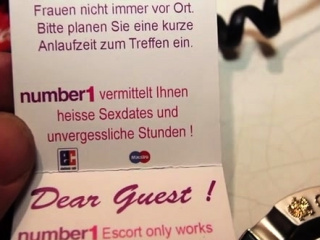 Frauen nicht immer vor Ort.
Bitte planen Sie eine kurze
Anlaufzeit zum Treffen ein.
number1 vermittelt Ihnen
heisse Sexdates und
unvergessliche Stunden !
Maestro
Dear Guest !
number1 Escort only works